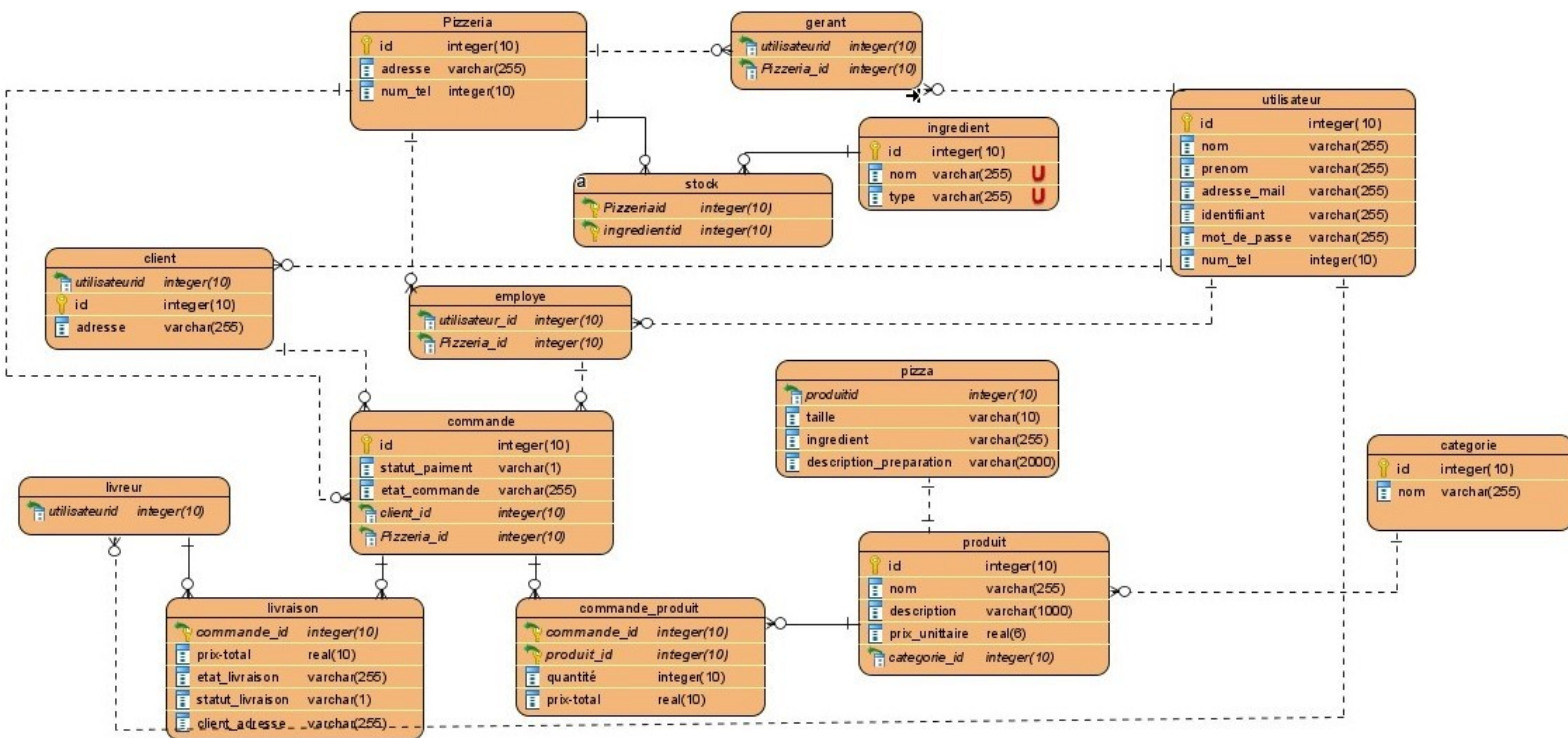 Pizzeria
id integer(10)
adresse varchar(255)
num_tel integer(10)
gerant
utilisateurid integer(10)
Pizzeria_id integer(10)
utilisateur
id integer(10)
nom varchar(255)
prenom varchar(255)
adresse_mail varchar(255)
identifiiant varchar(255)
mot_de_passe varchar(255)
num_tel integer(10)
ingredient
id integer(10)
nom varchar(255) U
type varchar(255) U
a
stock
Pizzeriaid integer(10)
ingredientid integer(10)
client
utilisateurid integer(10)
id integer(10)
adresse varchar(255)
employe
utilisateur_id integer(10)
Pizzeria_id integer(10)
pizza
produitid integer(10)
taille varchar(10)
ingredient varchar(255)
description_preparation varchar(2000)
commande
id integer(10)
statut_paiment varchar(1)
etat_commande varchar(255)
client_id integer(10)
Pizzeria_id integer(10)
categorie
id integer(10)
nom varchar(255)
livreur
utilisateurid integer(10)
produit
id integer(10)
nom varchar(255)
description varchar(1000)
prix_unittaire real(6)
categorie_id integer(10)
livraison
commande_id integer(10)
prix-total real(10)
etat_livraison varchar(255)
statut_livraison varchar(1)
client_adresse varchar(255)
commande_produit
commande_id integer(10)
produit_id integer(10)
quantité integer(10)
prix-total real(10)